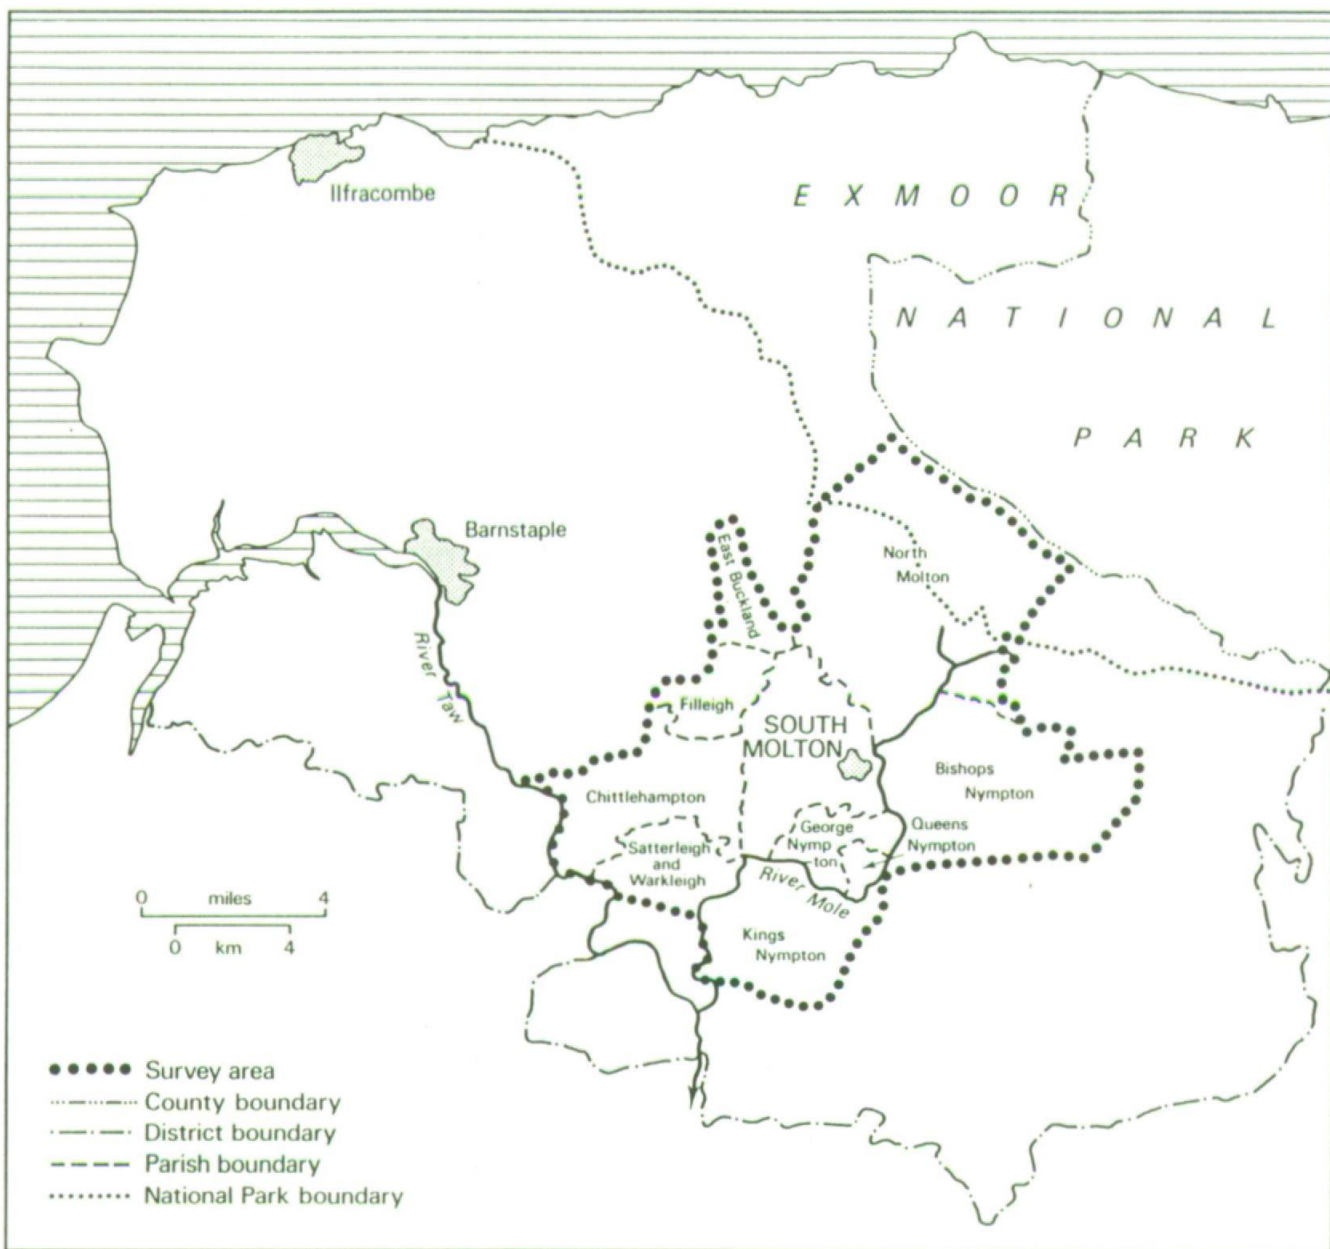 Ilfracombe
E X M O O R
N A T I O N A L
P A R K
Barnstaple
East Buckland
North
Molton
River Taw
Filleigh
SOUTH
MOLTON
Bishops
Nympton
Chittlehampton
George
Nymp
ton
Queens
Nympton
Satterleigh
and
Warkleigh
River Mole
Kings
Nympton
0 miles 4
0 km 4
Survey area
County boundary
District boundary
Parish boundary
National Park boundary